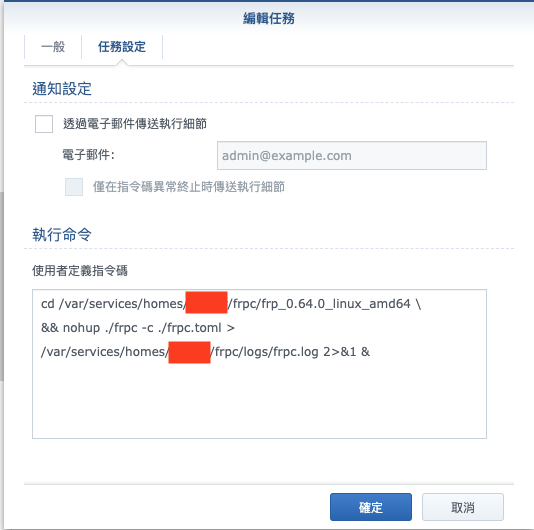 編輯任務
一般 任務設定
通知設定
透過電子郵件傳送執行細節
電子郵件: admin@example.com
僅在指令碼異常終止時傳送執行細節
執行命令
使用者定義指令碼
cd /var/services/homes/ /frpc/frp_0.64.0_linux_amd64 \
&& nohup ./frpc -c ./frpc.toml >
/var/services/homes/ /frpc/logs/frpc.log 2>&1 &
確定 取消